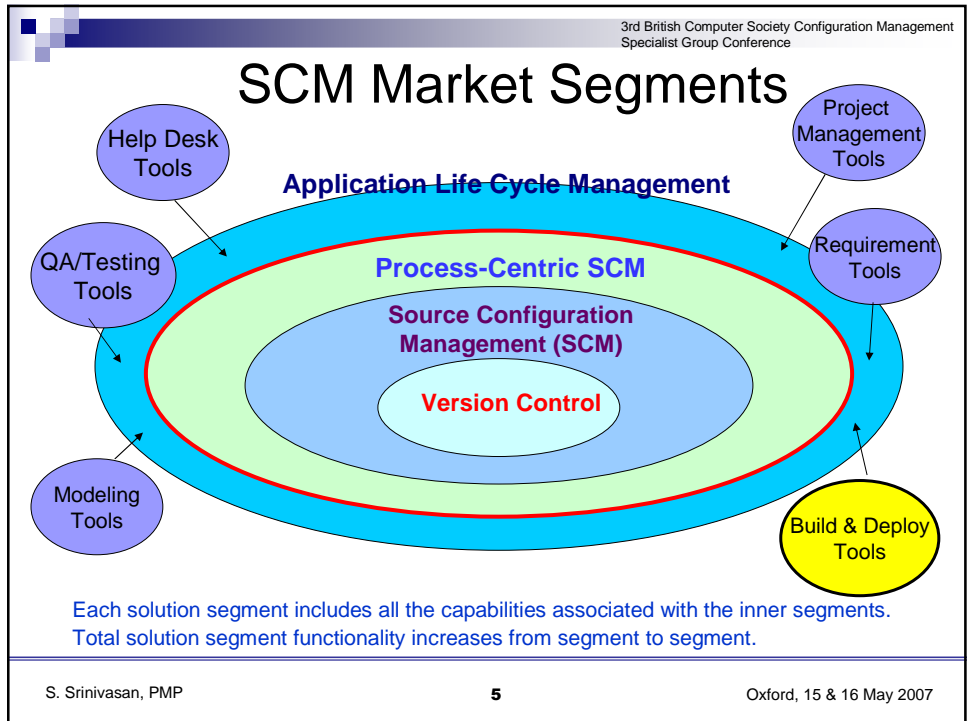 3rd British Computer Society Configuration Management
Specialist Group Conference
SCM Market Segments
Help Desk
Tools
Project
Management
Tools
Application Life Cycle Management
QA/Testing
Tools
Requirement
Tools
Process-Centric SCM
Source Configuration
Management (SCM)
Version Control
Modeling
Tools
Build & Deploy
Tools
Each solution segment includes all the capabilities associated with the inner segments.
Total solution segment functionality increases from segment to segment.
S. Srinivasan, PMP
5
Oxford, 15 & 16 May 2007